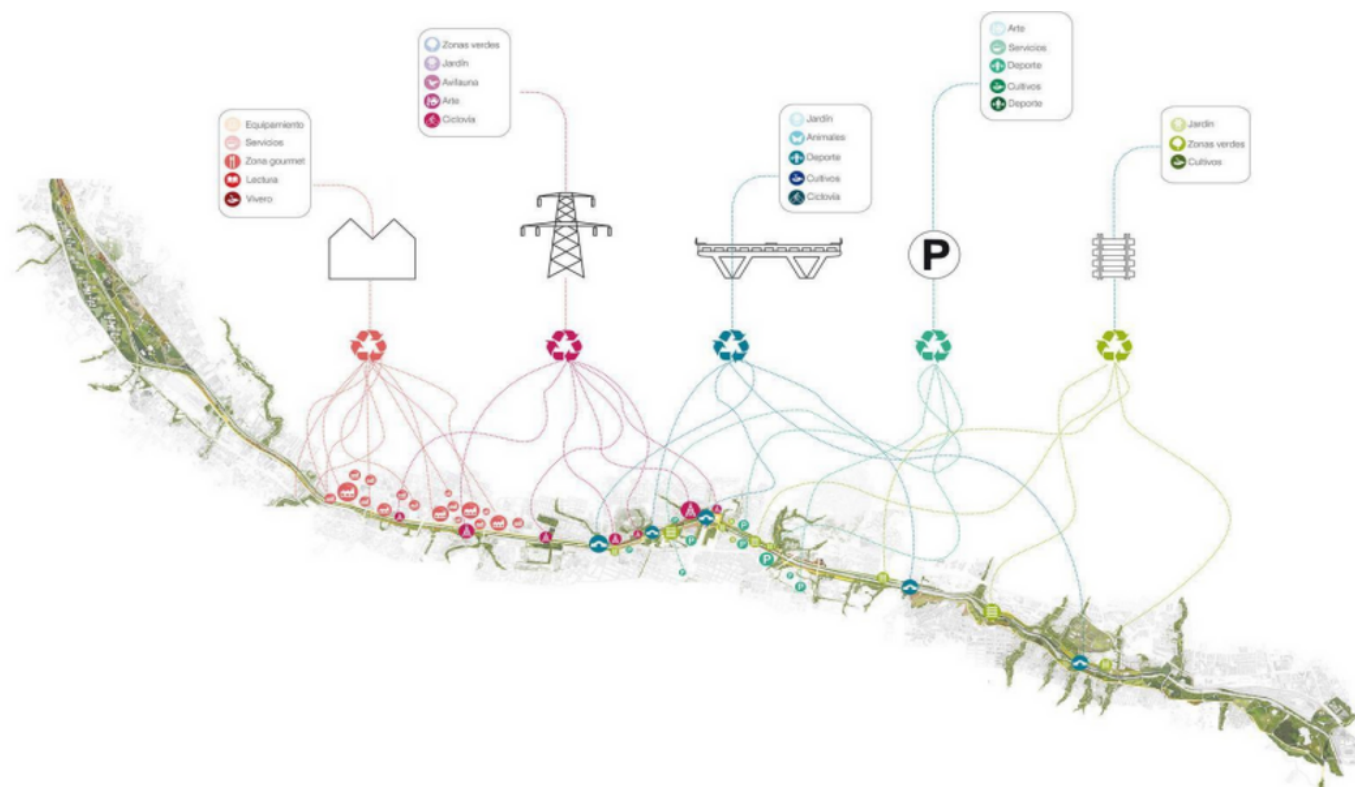 Equipamiento
Servicios
Zona gourmet
Lectura
Vivero
Zonas verdes
Jardín
Avifauna
Arte
Ciclovía
Jardín
Animales
Deporte
Cultivos
Ciclovía
Arte
Servicios
Deporte
Cultivos
Deporte
Jardín
Zonas verdes
Cultivos
P
P
P
P
P
P
P
P
P